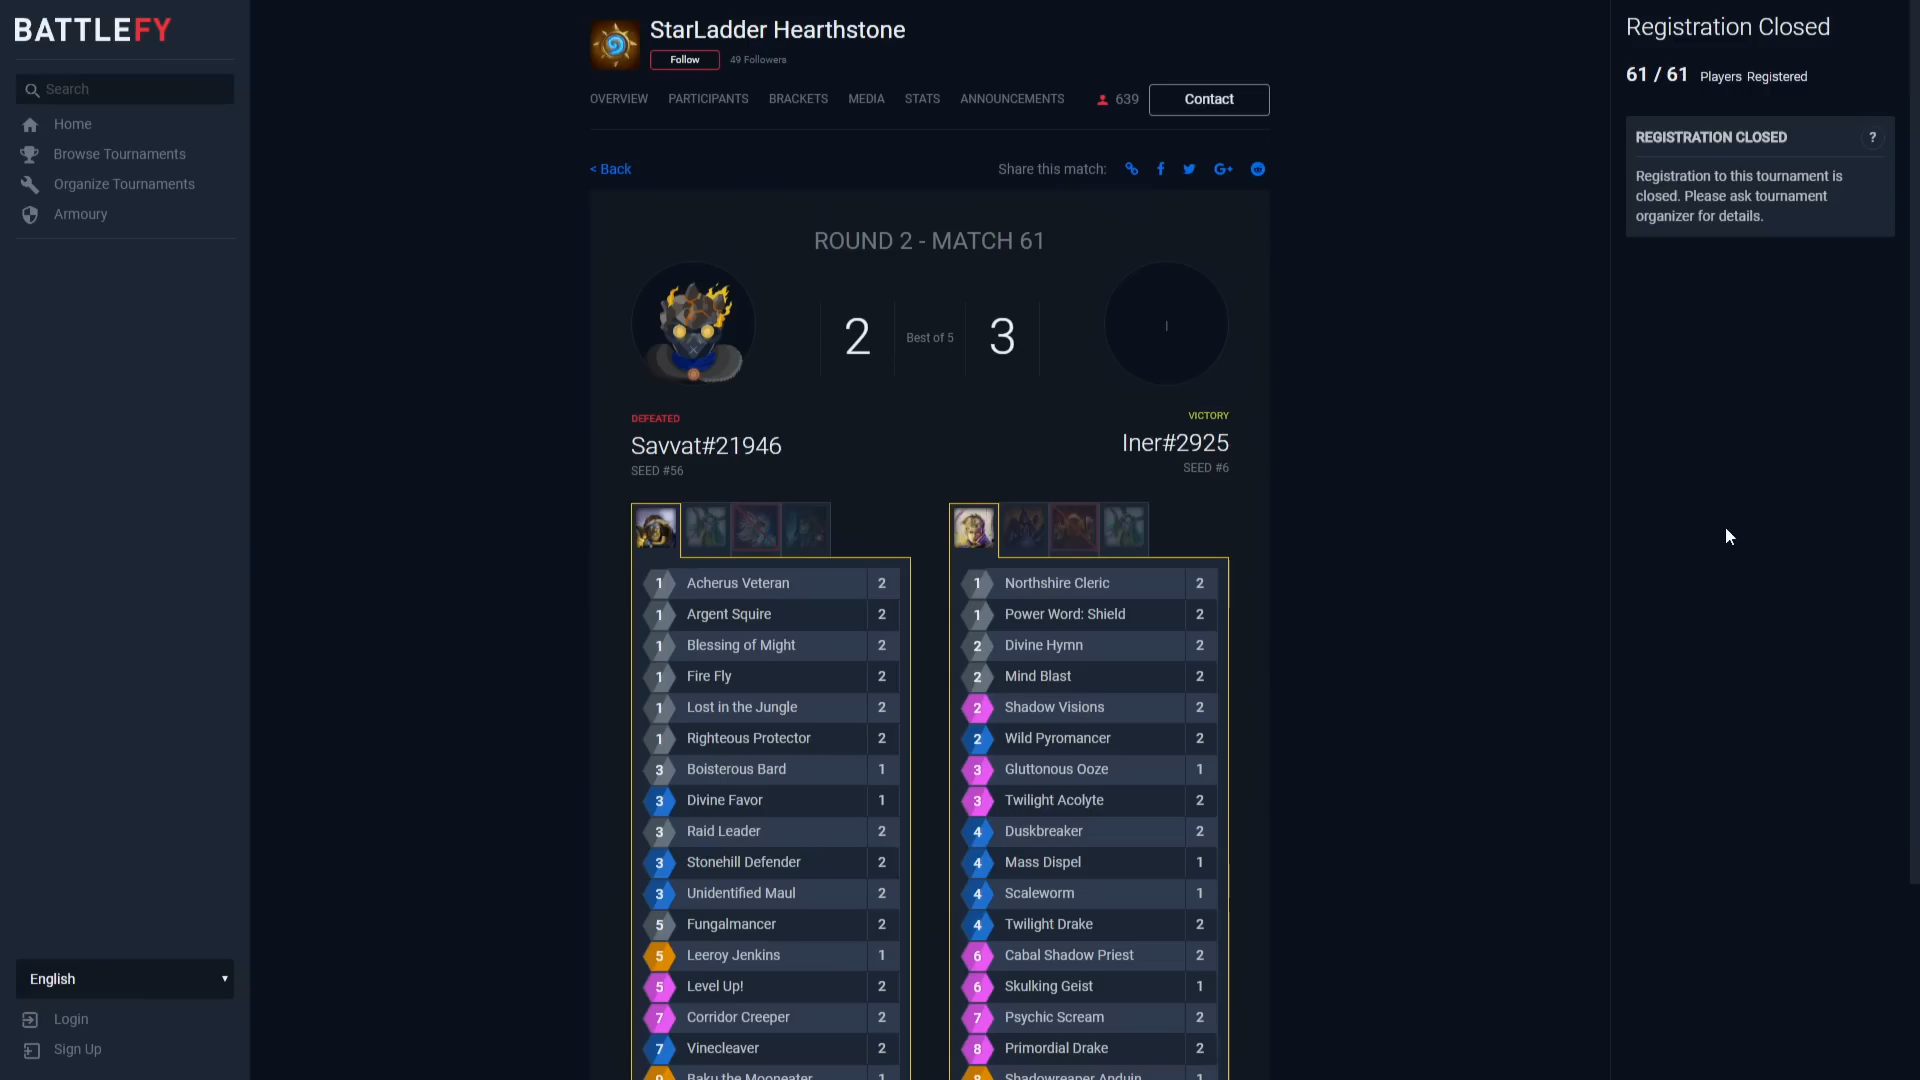 BATTLEFY
Search
Home
Browse Tournaments
Organize Tournaments
Armoury
English
Login
Sign Up
StarLadder Hearthstone
Follow
49 Followers
OVERVIEW PARTICIPANTS BRACKETS MEDIA STATS ANNOUNCEMENTS 639 Contact
< Back
Share this match:
ROUND 2 - MATCH 61
2 Best of 5 3
I
DEFEATED
Savvat#21946
SEED #56
VICTORY
Iner#2925
SEED #6
1 Acherus Veteran 2
1 Argent Squire 2
1 Blessing of Might 2
1 Fire Fly 2
1 Lost in the Jungle 2
1 Righteous Protector 2
3 Boisterous Bard 1
3 Divine Favor 1
3 Raid Leader 2
3 Stonehill Defender 2
3 Unidentified Maul 2
5 Fungalmancer 2
5 Leeroy Jenkins 1
5 Level Up! 2
7 Corridor Creeper 2
7 Vinecleaver 2
9 Baku the Mooneater 1
1 Northshire Cleric 2
1 Power Word: Shield 2
2 Divine Hymn 2
2 Mind Blast 2
2 Shadow Visions 2
2 Wild Pyromancer 2
3 Gluttonous Ooze 1
3 Twilight Acolyte 2
4 Duskbreaker 2
4 Mass Dispel 1
4 Scaleworm 1
4 Twilight Drake 2
6 Cabal Shadow Priest 2
6 Skulking Geist 1
7 Psychic Scream 2
8 Primordial Drake 2
8 Shadowreaper Anduin 1
Registration Closed
61 / 61 Players Registered
REGISTRATION CLOSED ?
Registration to this tournament is
closed. Please ask tournament
organizer for details.